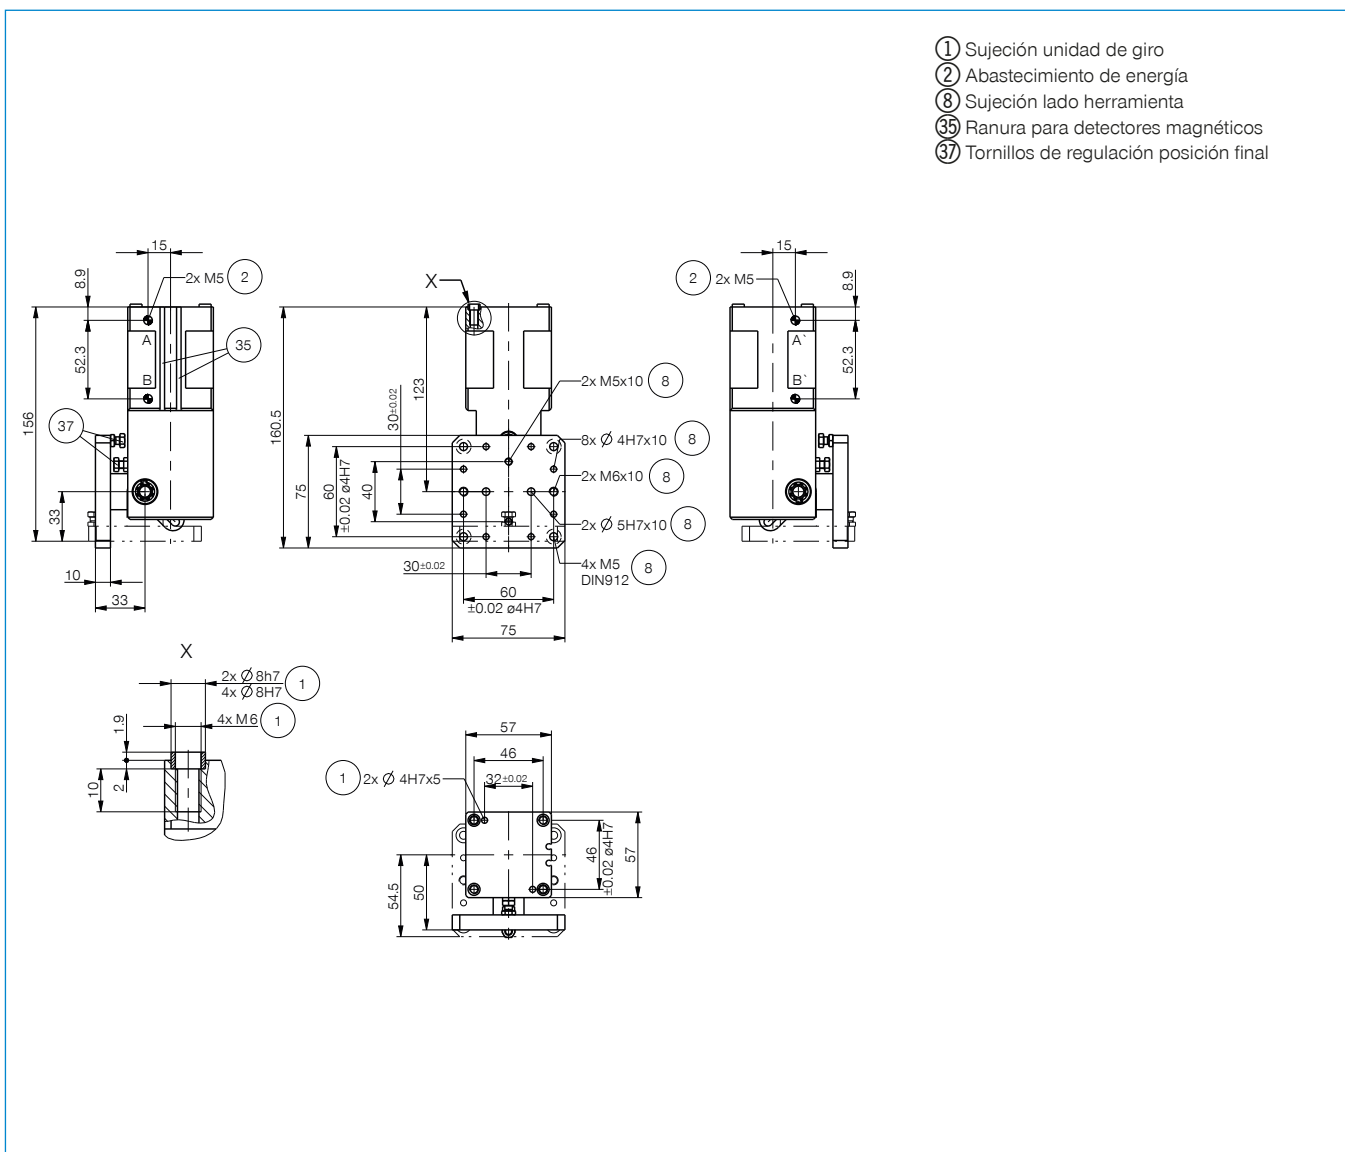 1 Sujeción unidad de giro
2 Abastecimiento de energía
8 Sujeción lado herramienta
35 Ranura para detectores magnéticos
37 Tornillos de regulación posición final
15
8.9
2x M5 2
A
35
52.3
B
156
37
33
10
33
X
160.5
123
30±0.02
2x M5x10 8
8x Ø 4H7x10 8
2x M6x10 8
2x Ø 5H7x10 8
4x M5 8
DIN912
75
60
±0.02 ø4H7
40
30±0.02
60
±0.02 ø4H7
75
15
2 2x M5
8.9
A`
52.3
B`
X
2x Ø 8h7
4x Ø 8H7
1
4x M6 1
1.9
2
10
57
46
32±0.02
1 2x Ø 4H7x5
46
±0.02 ø4H7
57
54.5
50